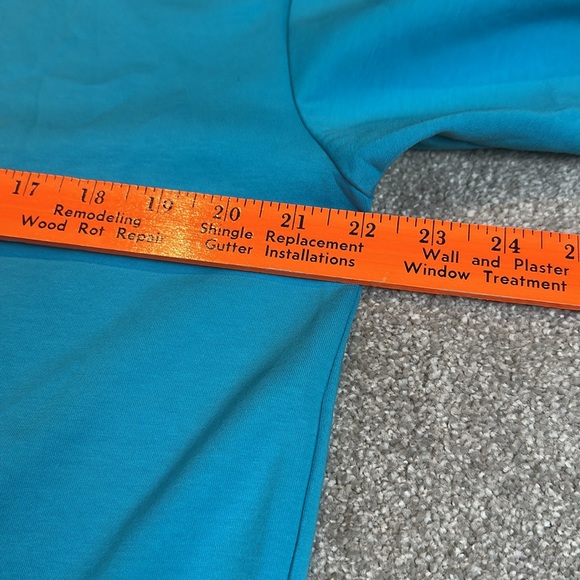 17 18 19 20 21 22 23 24 2
Remodeling Shingle Replacement Wall and Plaster
Wood Rot Repair Gutter Installations Window Treatment